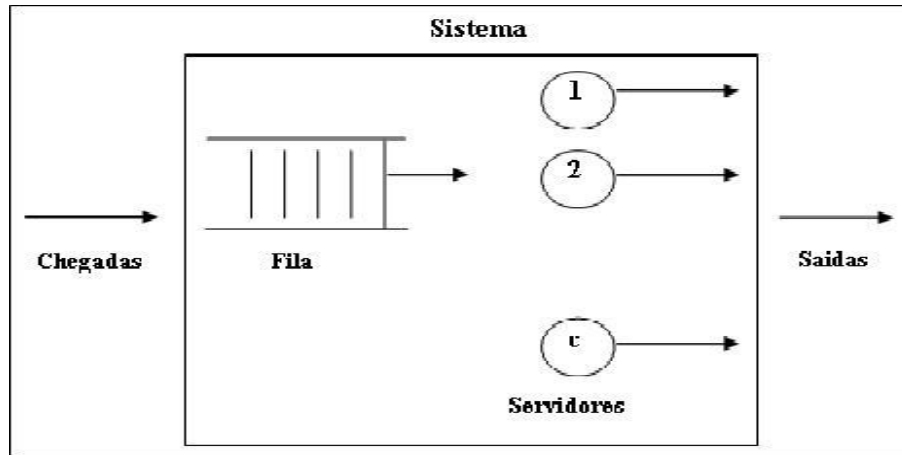 Sistema
1
2
Chegadas
Fila
Saidas
c
Servidores